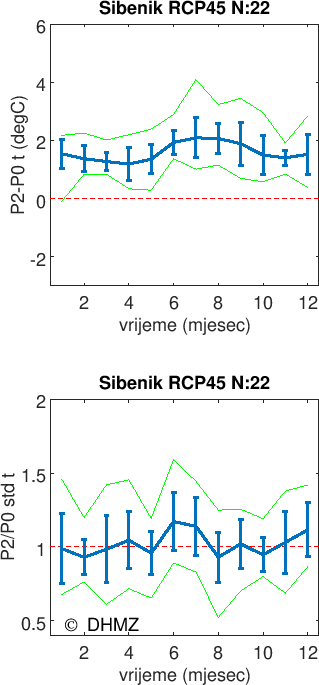 Sibenik RCP45 N:22
6
4
2
0
-2
P2-P0 t (degC)
2 4 6 8 10 12
vrijeme (mjesec)
Sibenik RCP45 N:22
2
1.5
1
0.5
P2/P0 std t
© DHMZ
2 4 6 8 10 12
vrijeme (mjesec)